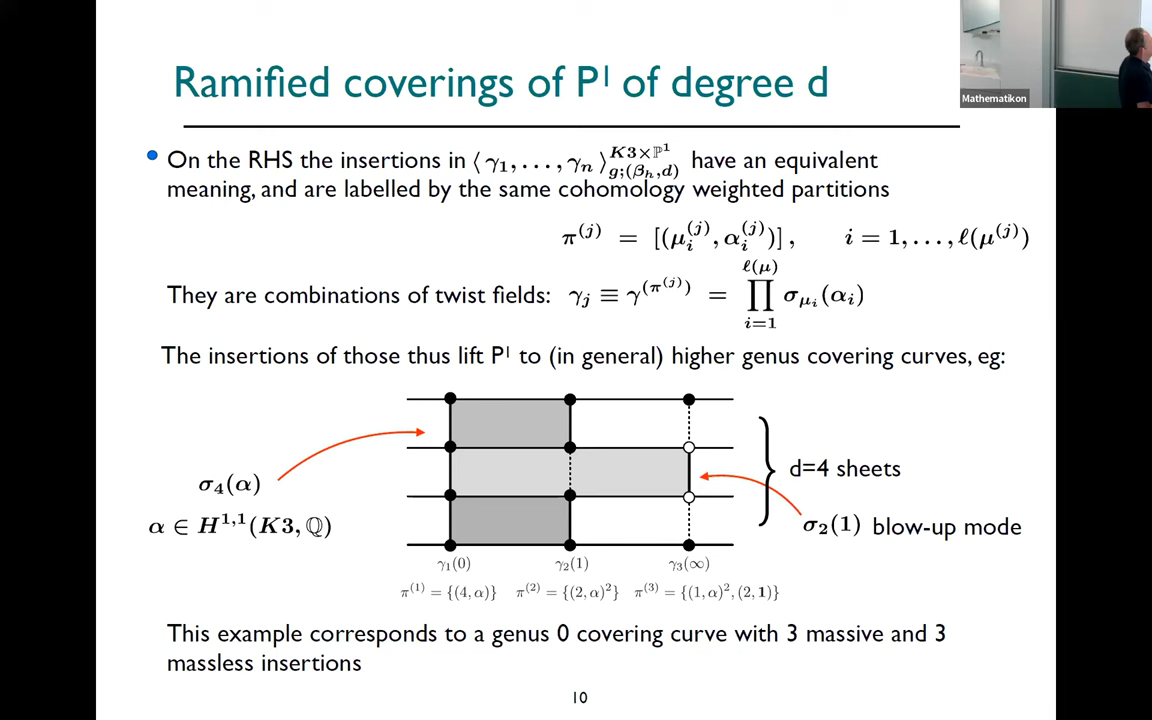 Ramified coverings of P¹ of degree d
Mathematikon
• On the RHS the insertions in ⟨ γ₁, . . . , γₙ ⟩^{K3×ℙ¹}_{g;(β_h,d)} have an equivalent
meaning, and are labelled by the same cohomology weighted partitions
π^{(j)} = [(μ_i^{(j)}, α_i^{(j)})] , i = 1, . . . , ℓ(μ^{(j)})
They are combinations of twist fields: γ_j ≡ γ^{(π^{(j)})} = ∏_{i=1}^{ℓ(μ)} σ_{μ_i}(α_i)
The insertions of those thus lift P¹ to (in general) higher genus covering curves, eg:
d=4 sheets
σ₄(α)
α ∈ H^{1,1}(K3, ℚ)
σ₂(1) blow-up mode
γ₁(0) γ₂(1) γ₃(∞)
π^{(1)} = {(4, α)} π^{(2)} = {(2, α)²} π^{(3)} = {(1, α)², (2, 1)}
This example corresponds to a genus 0 covering curve with 3 massive and 3
massless insertions
10